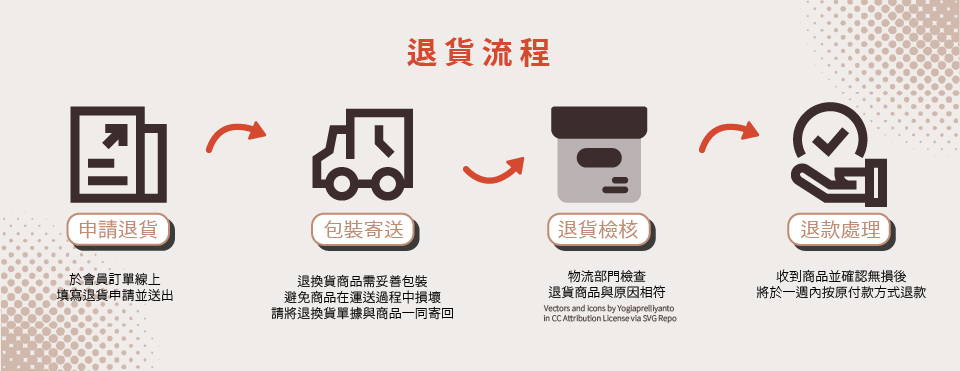 退貨流程
申請退貨
於會員訂單線上
填寫退貨申請並送出
包裝寄送
退換貨商品需妥善包裝
避免商品在運送過程中損壞
請將退換貨單據與商品一同寄回
退貨檢核
物流部門檢查
退貨商品與原因相符
Vectors and icons by Yogiaprelliyanto
in CC Attribution License via SVG Repo
退款處理
收到商品並確認無損後
將於一週內按原付款方式退款